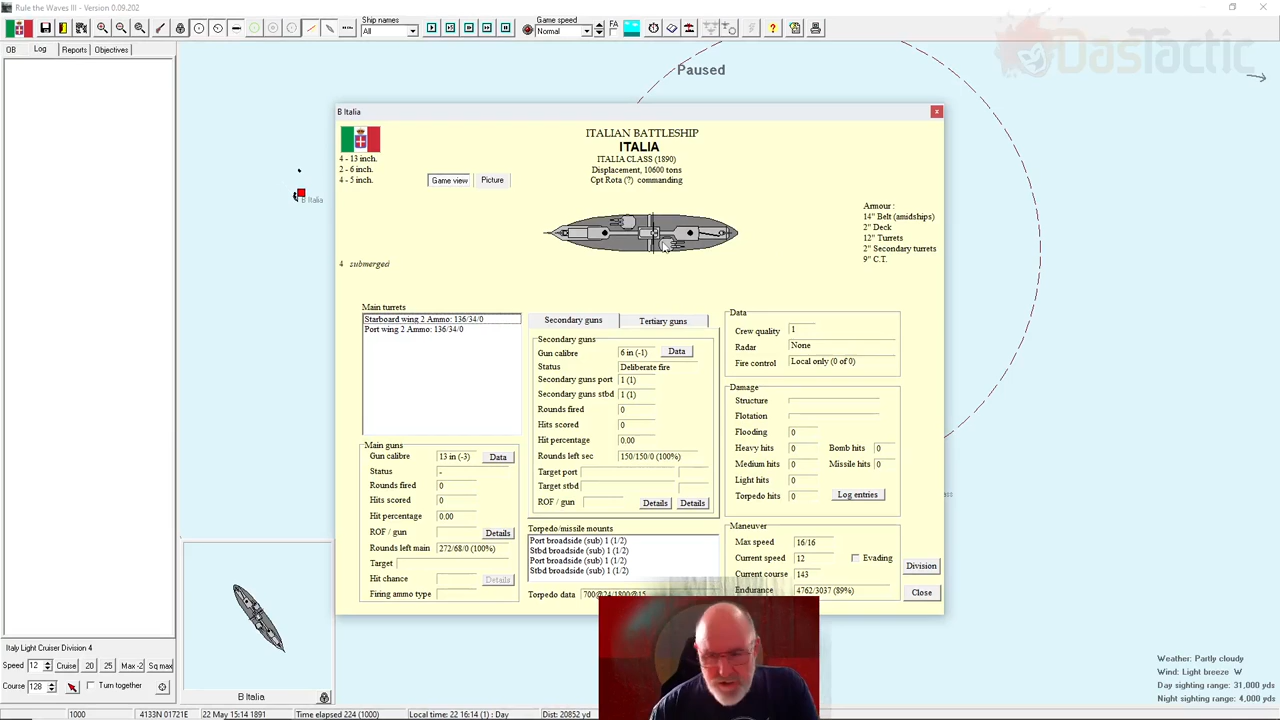 Rule the Waves III - Version 0.09.202
Ship names
All
Game speed
Normal
FA
OB
Log
Reports
Objectives
Paused
DasTactic
B Italia
B Italia
ITALIAN BATTLESHIP
ITALIA
ITALIA CLASS (1890)
Displacement, 10600 tons
Cpt Rota (?) commanding
4 - 13 inch.
2 - 6 inch.
4 - 5 inch.
Game view
Picture
Armour :
14" Belt (amidships)
2" Deck
12" Turrets
2" Secondary turrets
9" C.T.
4 submerged
Main turrets
Starboard wing 2 Ammo: 136/34/0
Port wing 2 Ammo: 136/34/0
Main guns
Gun calibre 13 in (-3) Data
Status -
Rounds fired 0
Hits scored 0
Hit percentage 0.00
ROF / gun Details
Rounds left main 272/68/0 (100%)
Target
Hit chance Details
Firing ammo type
Secondary guns
Tertiary guns
Secondary guns:
Gun calibre 6 in (-1) Data
Status Deliberate fire
Secondary guns port 1 (1)
Secondary guns stbd 1 (1)
Rounds fired 0
Hits scored 0
Hit percentage 0.00
Rounds left sec 150/150/0 (100%)
Target port
Target stbd
ROF / gun Details Details
Torpedo/missile mounts
Port broadside (sub) 1 (1/2)
Stbd broadside (sub) 1 (1/2)
Port broadside (sub) 1 (1/2)
Stbd broadside (sub) 1 (1/2)
Torpedo data 700@24/1800@15
Data
Crew quality 1
Radar None
Fire control Local only (0 of 0)
Damage
Structure
Flotation
Flooding 0
Heavy hits 0 Bomb hits 0
Medium hits 0 Missile hits 0
Light hits 0
Torpedo hits 0 Log entries
Maneuver
Max speed 16/16
Current speed 12 Evading
Current course 143
Endurance 4762/3037 (89%)
Division
Close
Italy Light Cruiser Division 4
Speed 12 Cruise 20 25 Max -2 Sq max
Course 128 Turn together
B Italia
Weather: Partly cloudy
Wind: Light breeze W
Day sighting range: 31,000 yds
Night sighting range: 4,000 yds
1000 4133N 01721E 22 May 15:14 1891 Time elapsed 224 (1000) Local time: 22 16:14 (1) : Day Dist: 20852 yd